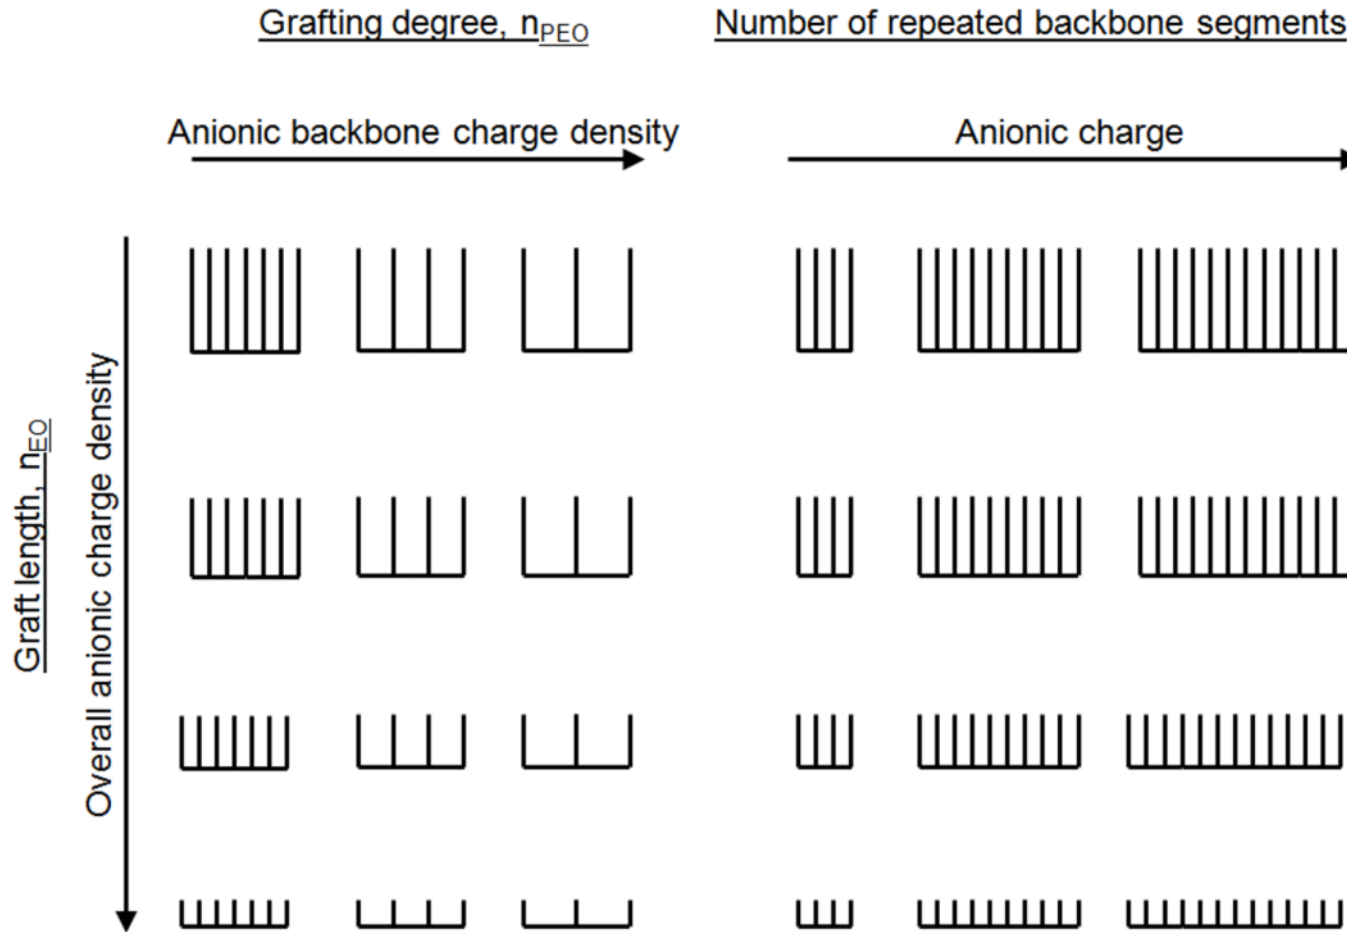 Grafting degree, nPEO
Number of repeated backbone segments
Anionic backbone charge density
Anionic charge
Graft length, nEO
Overall anionic charge density